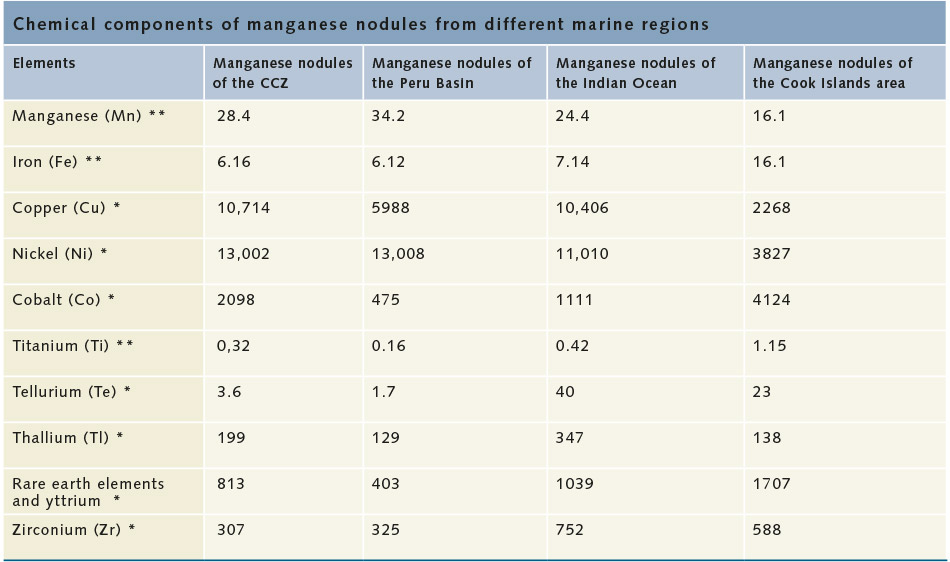 Chemical components of manganese nodules from different marine regions
Elements
Manganese nodules
of the CCZ
Manganese nodules of
the Peru Basin
Manganese nodules of
the Indian Ocean
Manganese nodules of
the Cook Islands area
Manganese (Mn) ** 28.4 34.2 24.4 16.1
Iron (Fe) ** 6.16 6.12 7.14 16.1
Copper (Cu) * 10,714 5988 10,406 2268
Nickel (Ni) * 13,002 13,008 11,010 3827
Cobalt (Co) * 2098 475 1111 4124
Titanium (Ti) ** 0,32 0.16 0.42 1.15
Tellurium (Te) * 3.6 1.7 40 23
Thallium (Tl) * 199 129 347 138
Rare earth elements 813 403 1039 1707
and yttrium *
Zirconium (Zr) * 307 325 752 588